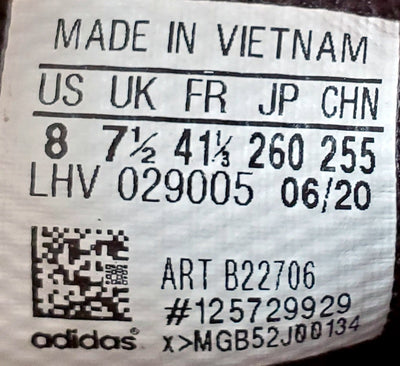 MADE IN VIETNAM
US UK FR JP CHN
8 7½ 41⅓ 260 255
LHV 029005 06/20
ART B22706
#125729929
adidas x>MGB52J00134